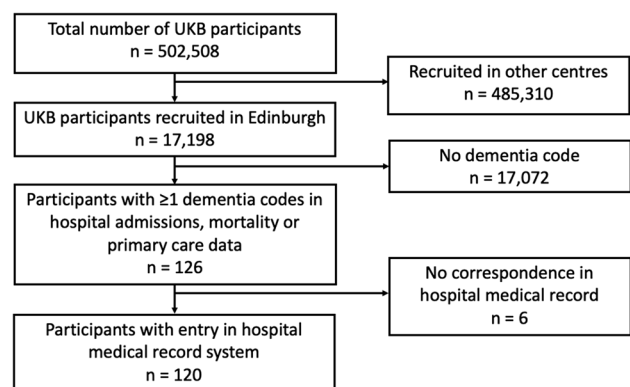 Total number of UKB participants
n = 502,508
Recruited in other centres
n = 485,310
UKB participants recruited in Edinburgh
n = 17,198
No dementia code
n = 17,072
Participants with ≥1 dementia codes in
hospital admissions, mortality or
primary care data
n = 126
No correspondence in
hospital medical record
n = 6
Participants with entry in hospital
medical record system
n = 120